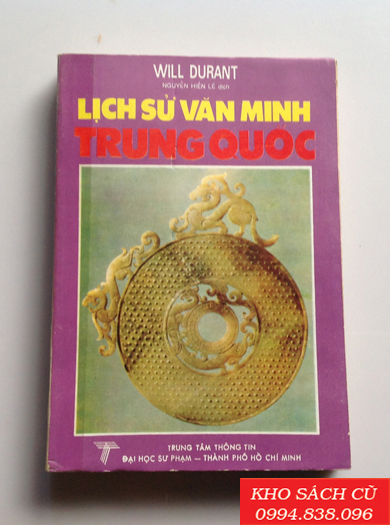 WILL DURANT
NGUYỄN HIẾN LÊ dịch
LỊCH SỬ VĂN MINH
TRUNG QUỐC
TRUNG TÂM THÔNG TIN
ĐẠI HỌC SƯ PHẠM — THÀNH PHỐ HỒ CHÍ MINH
KHO SÁCH CŨ
0994.838.096